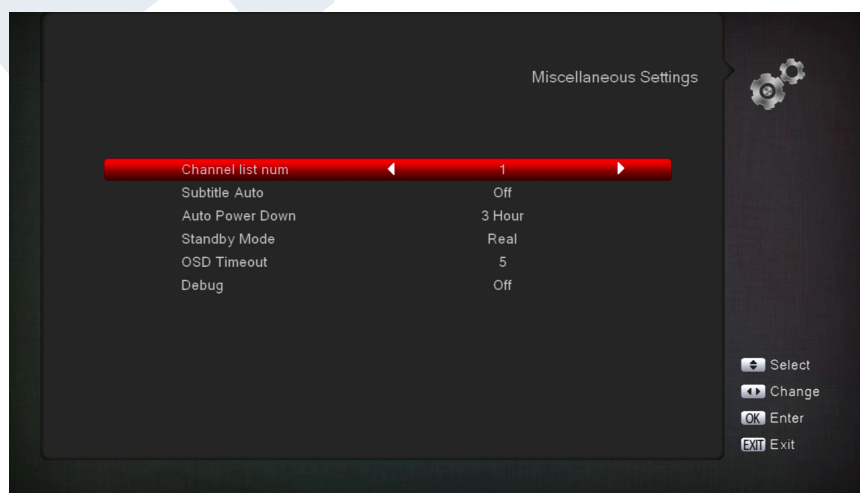 Miscellaneous Settings
Channel list num 1
Subtitle Auto Off
Auto Power Down 3 Hour
Standby Mode Real
OSD Timeout 5
Debug Off
Select
Change
OK Enter
EXIT Exit